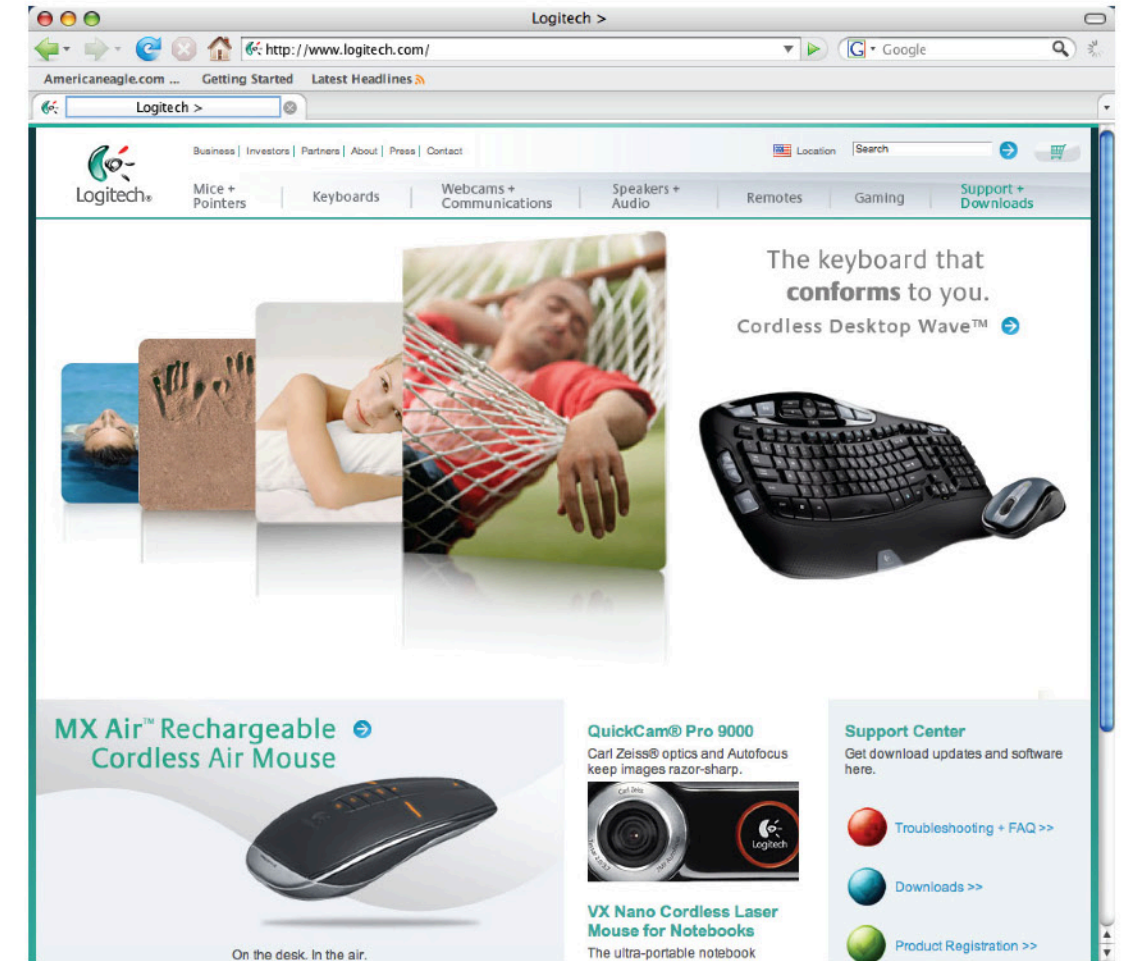 Logitech >
http://www.logitech.com/
G Google
Americaneagle.com ... Getting Started Latest Headlines
Logitech >
Business | Investors | Partners | About | Press | Contact
Location Search
Logitech®
Mice + Pointers
Keyboards
Webcams + Communications
Speakers + Audio
Remotes
Gaming
Support + Downloads
The keyboard that
conforms to you.
Cordless Desktop Wave™
MX Air™ Rechargeable
Cordless Air Mouse
On the desk. In the air.
QuickCam® Pro 9000
Carl Zeiss® optics and Autofocus
keep images razor-sharp.
Carl Zeiss
Logitech
VX Nano Cordless Laser
Mouse for Notebooks
The ultra-portable notebook
Support Center
Get download updates and software
here.
Troubleshooting + FAQ >>
Downloads >>
Product Registration >>